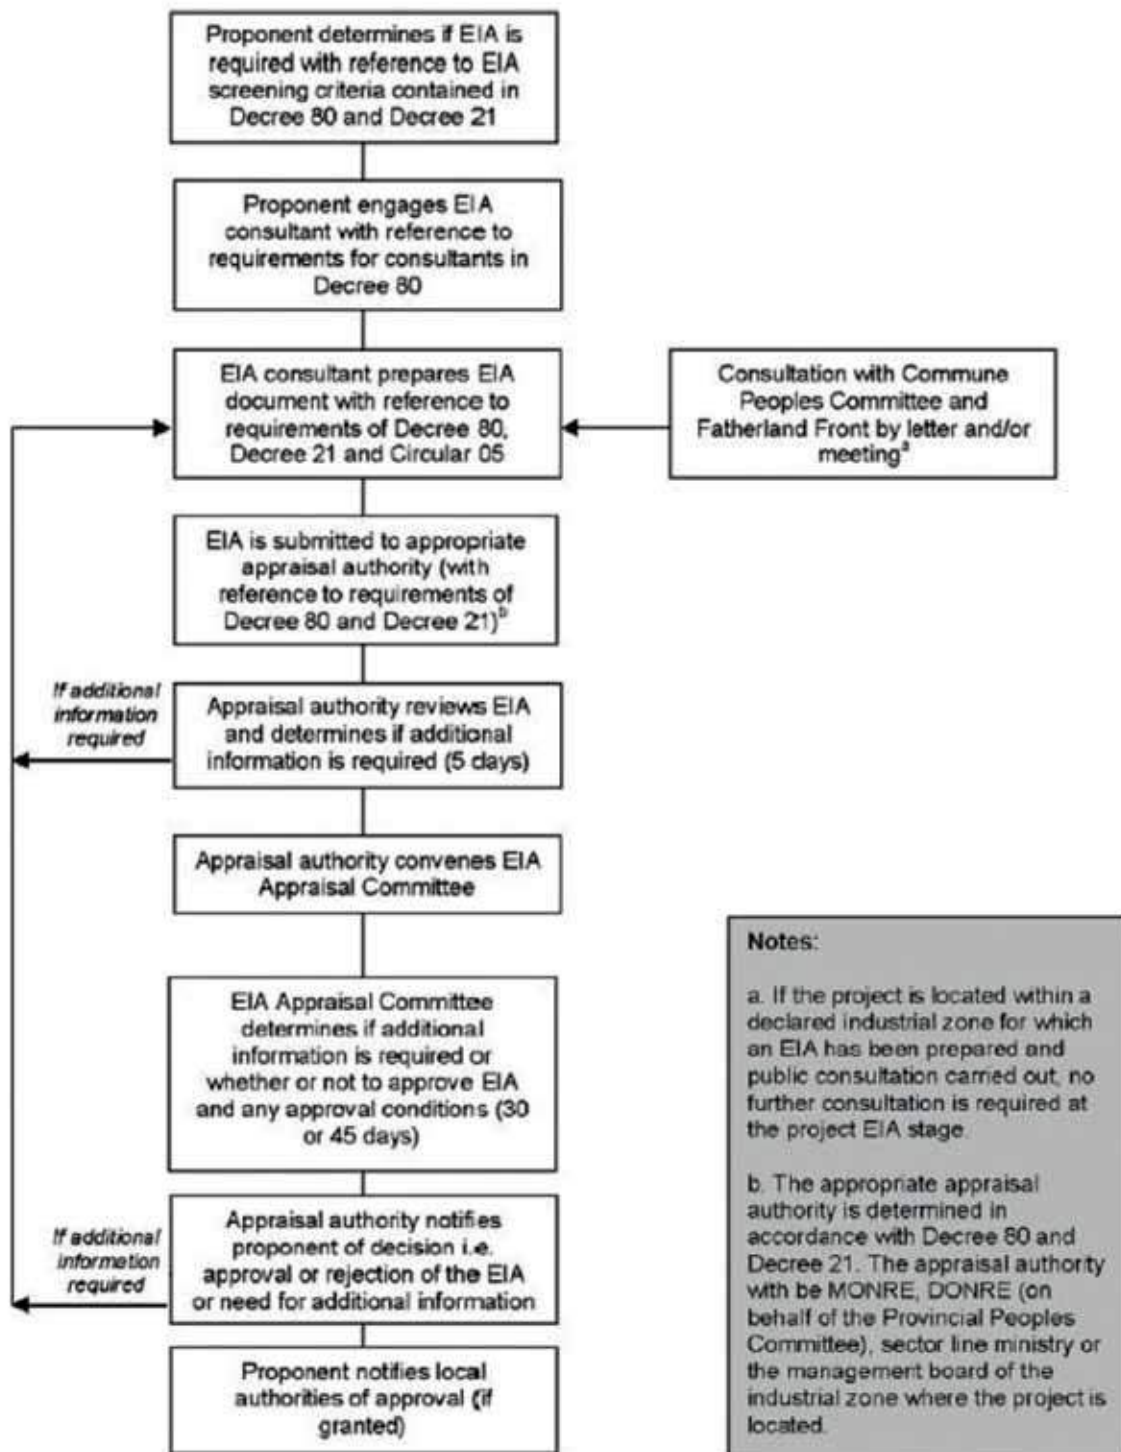 Proponent determines if EIA is
required with reference to EIA
screening criteria contained in
Decree 80 and Decree 21
Proponent engages EIA
consultant with reference to
requirements for consultants in
Decree 80
EIA consultant prepares EIA
document with reference to
requirements of Decree 80,
Decree 21 and Circular 05
Consultation with Commune
Peoples Committee and
Fatherland Front by letter and/or
meetingª
EIA is submitted to appropriate
appraisal authority (with
reference to requirements of
Decree 80 and Decree 21)ᵇ
If additional
information
required
Appraisal authority reviews EIA
and determines if additional
information is required (5 days)
Appraisal authority convenes EIA
Appraisal Committee
EIA Appraisal Committee
determines if additional
information is required or
whether or not to approve EIA
and any approval conditions (30
or 45 days)
If additional
information
required
Appraisal authority notifies
proponent of decision i.e.
approval or rejection of the EIA
or need for additional information
Proponent notifies local
authorities of approval (if
granted)
Notes:
a. If the project is located within a
declared industrial zone for which
an EIA has been prepared and
public consultation carried out, no
further consultation is required at
the project EIA stage.
b. The appropriate appraisal
authority is determined in
accordance with Decree 80 and
Decree 21. The appraisal authority
with be MONRE, DONRE (on
behalf of the Provincial Peoples
Committee), sector line ministry or
the management board of the
industrial zone where the project is
located.